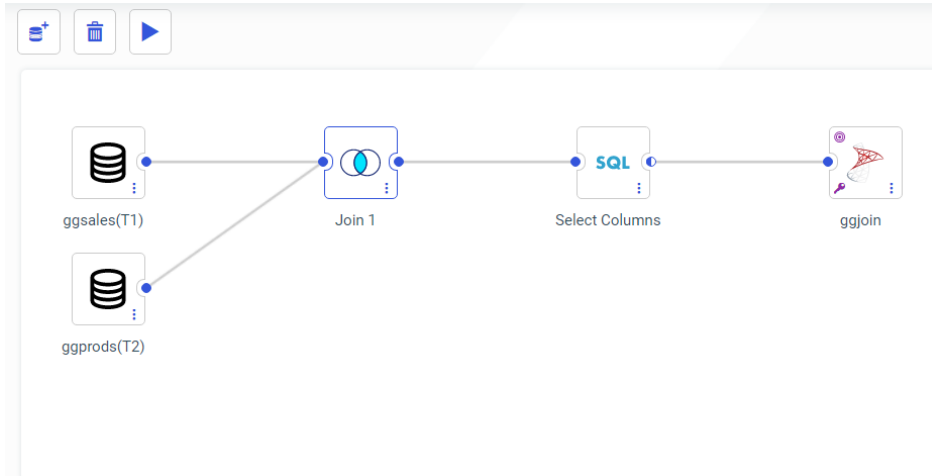 SQL
ggsales(T1)
Join 1
Select Columns
ggjoin
ggprods(T2)